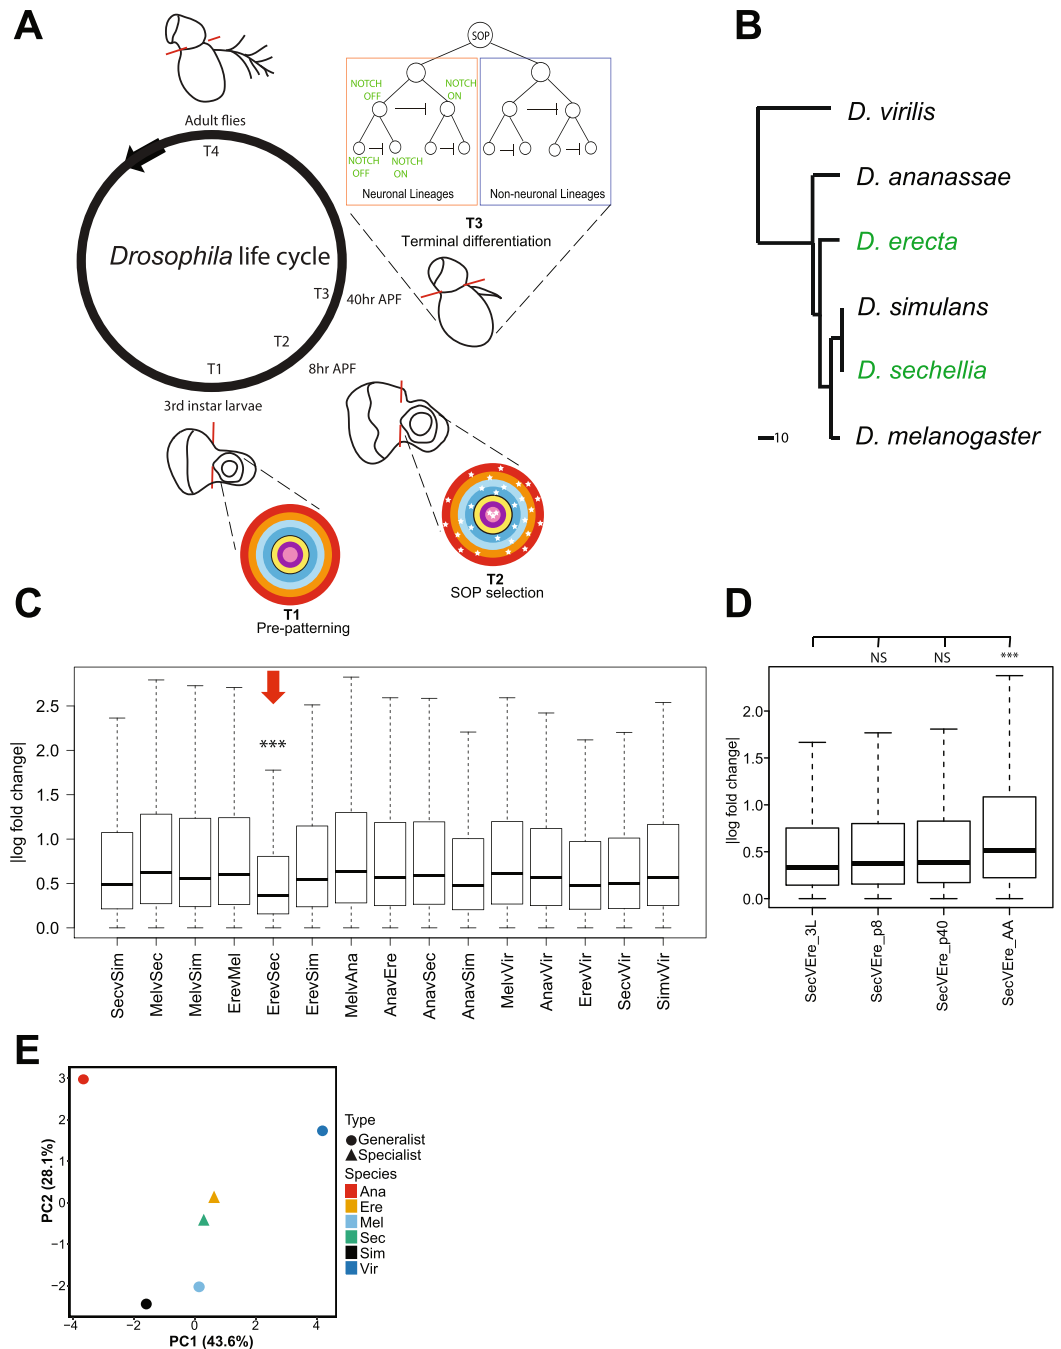 A
Adult flies
T4
Drosophila life cycle
T3
40hr APF
T2
8hr APF
T1
3rd instar larvae
SOP
NOTCH
OFF
NOTCH
ON
NOTCH
OFF
NOTCH
ON
Neuronal Lineages
Non-neuronal Lineages
T3
Terminal differentiation
T1
Pre-patterning
T2
SOP selection
B
D. virilis
D. ananassae
D. erecta
D. simulans
D. sechellia
D. melanogaster
10
C
|log fold change|
2.5
2.0
1.5
1.0
0.5
0.0
***
SecvSim
MelvSec
MelvSim
ErevMel
ErevSec
ErevSim
MelvAna
AnavEre
AnavSec
AnavSim
MelvVir
AnavVir
ErevVir
SecvVir
SimvVir
D
NS
NS
***
|log fold change|
2.0
1.0
0.5
0.0
SecVEre_3L
SecVEre_p8
SecVEre_p40
SecVEre_AA
E
PC2 (28.1%)
3
2
1
0
−1
−2
−4
−2
0
2
4
PC1 (43.6%)
Type
Generalist
Specialist
Species
Ana
Ere
Mel
Sec
Sim
Vir